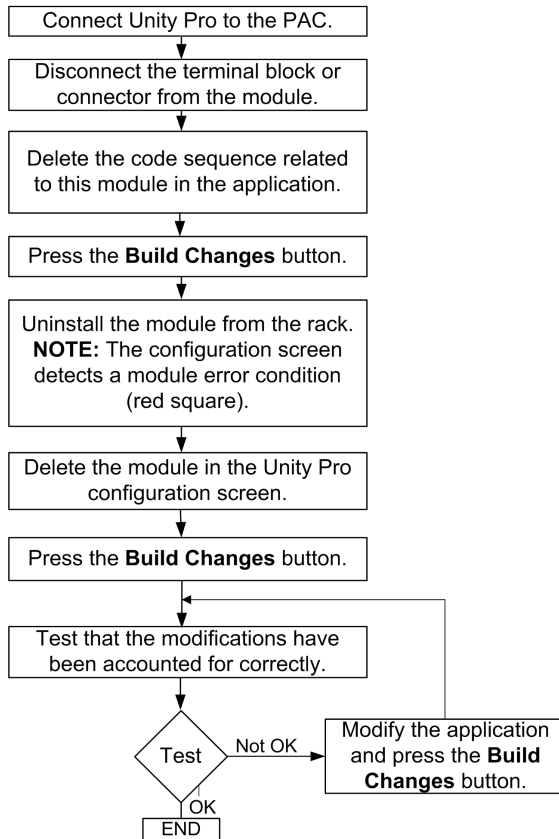 Connect Unity Pro to the PAC.
Disconnect the terminal block or
connector from the module.
Delete the code sequence related
to this module in the application.
Press the Build Changes button.
Uninstall the module from the rack.
NOTE: The configuration screen
detects a module error condition
(red square).
Delete the module in the Unity Pro
configuration screen.
Press the Build Changes button.
Test that the modifications have
been accounted for correctly.
Test
Not OK
Modify the application
and press the Build
Changes button.
OK
END